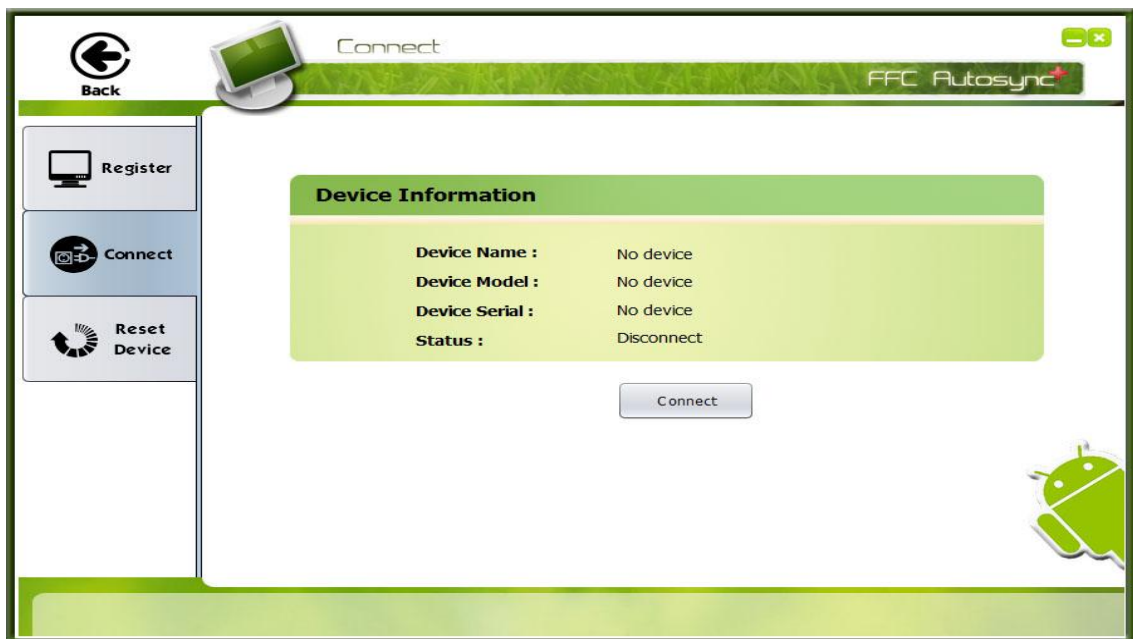 Back
Connect
FFC Autosync+
Register
Connect
Reset
Device
Device Information
Device Name : No device
Device Model : No device
Device Serial : No device
Status : Disconnect
Connect